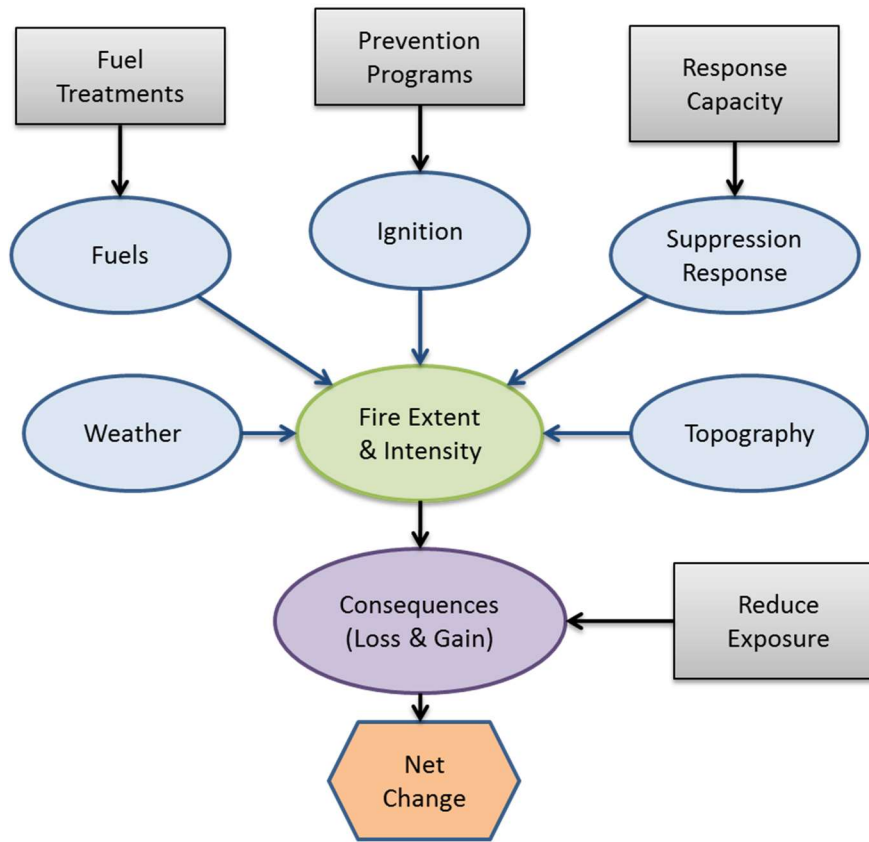 Fuel
Treatments
Prevention
Programs
Response
Capacity
Fuels
Ignition
Suppression
Response
Weather
Fire Extent
& Intensity
Topography
Consequences
(Loss & Gain)
Reduce
Exposure
Net
Change